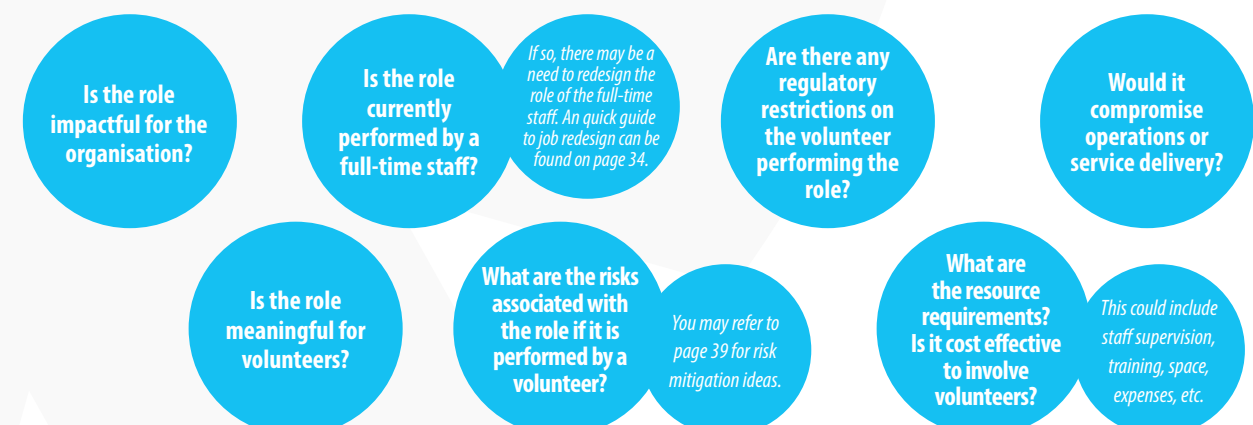 Is the role
impactful for the
organisation?
Is the role
currently
performed by a
full-time staff?
If so, there may be a
need to redesign the
role of the full-time
staff. An quick guide
to job redesign can be
found on page 34.
Are there any
regulatory
restrictions on
the volunteer
performing the
role?
Would it
compromise
operations or
service delivery?
Is the role
meaningful for
volunteers?
What are the risks
associated with
the role if it is
performed by a
volunteer?
You may refer to
page 39 for risk
mitigation ideas.
What are
the resource
requirements?
Is it cost effective
to involve
volunteers?
This could include
staff supervision,
training, space,
expenses, etc.